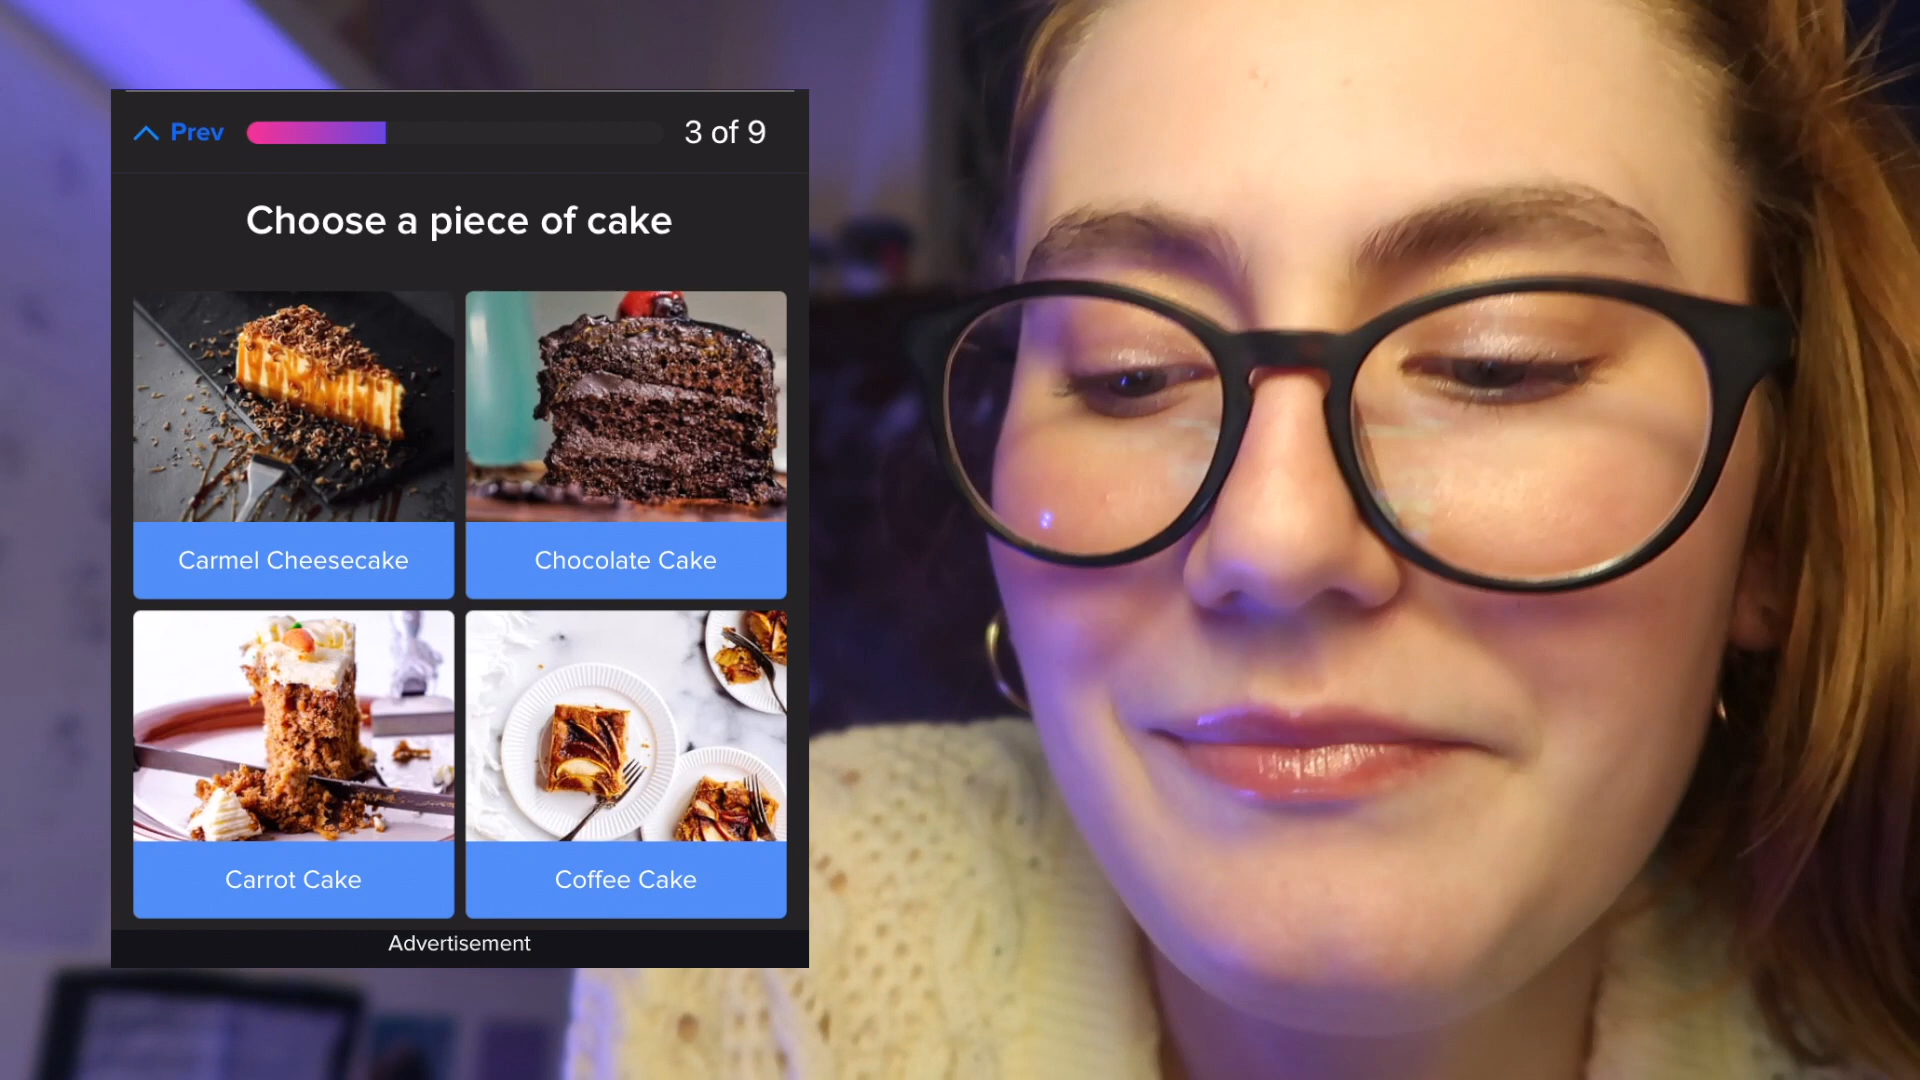 Prev 3 of 9
Choose a piece of cake
Carmel Cheesecake Chocolate Cake
Carrot Cake Coffee Cake
Advertisement